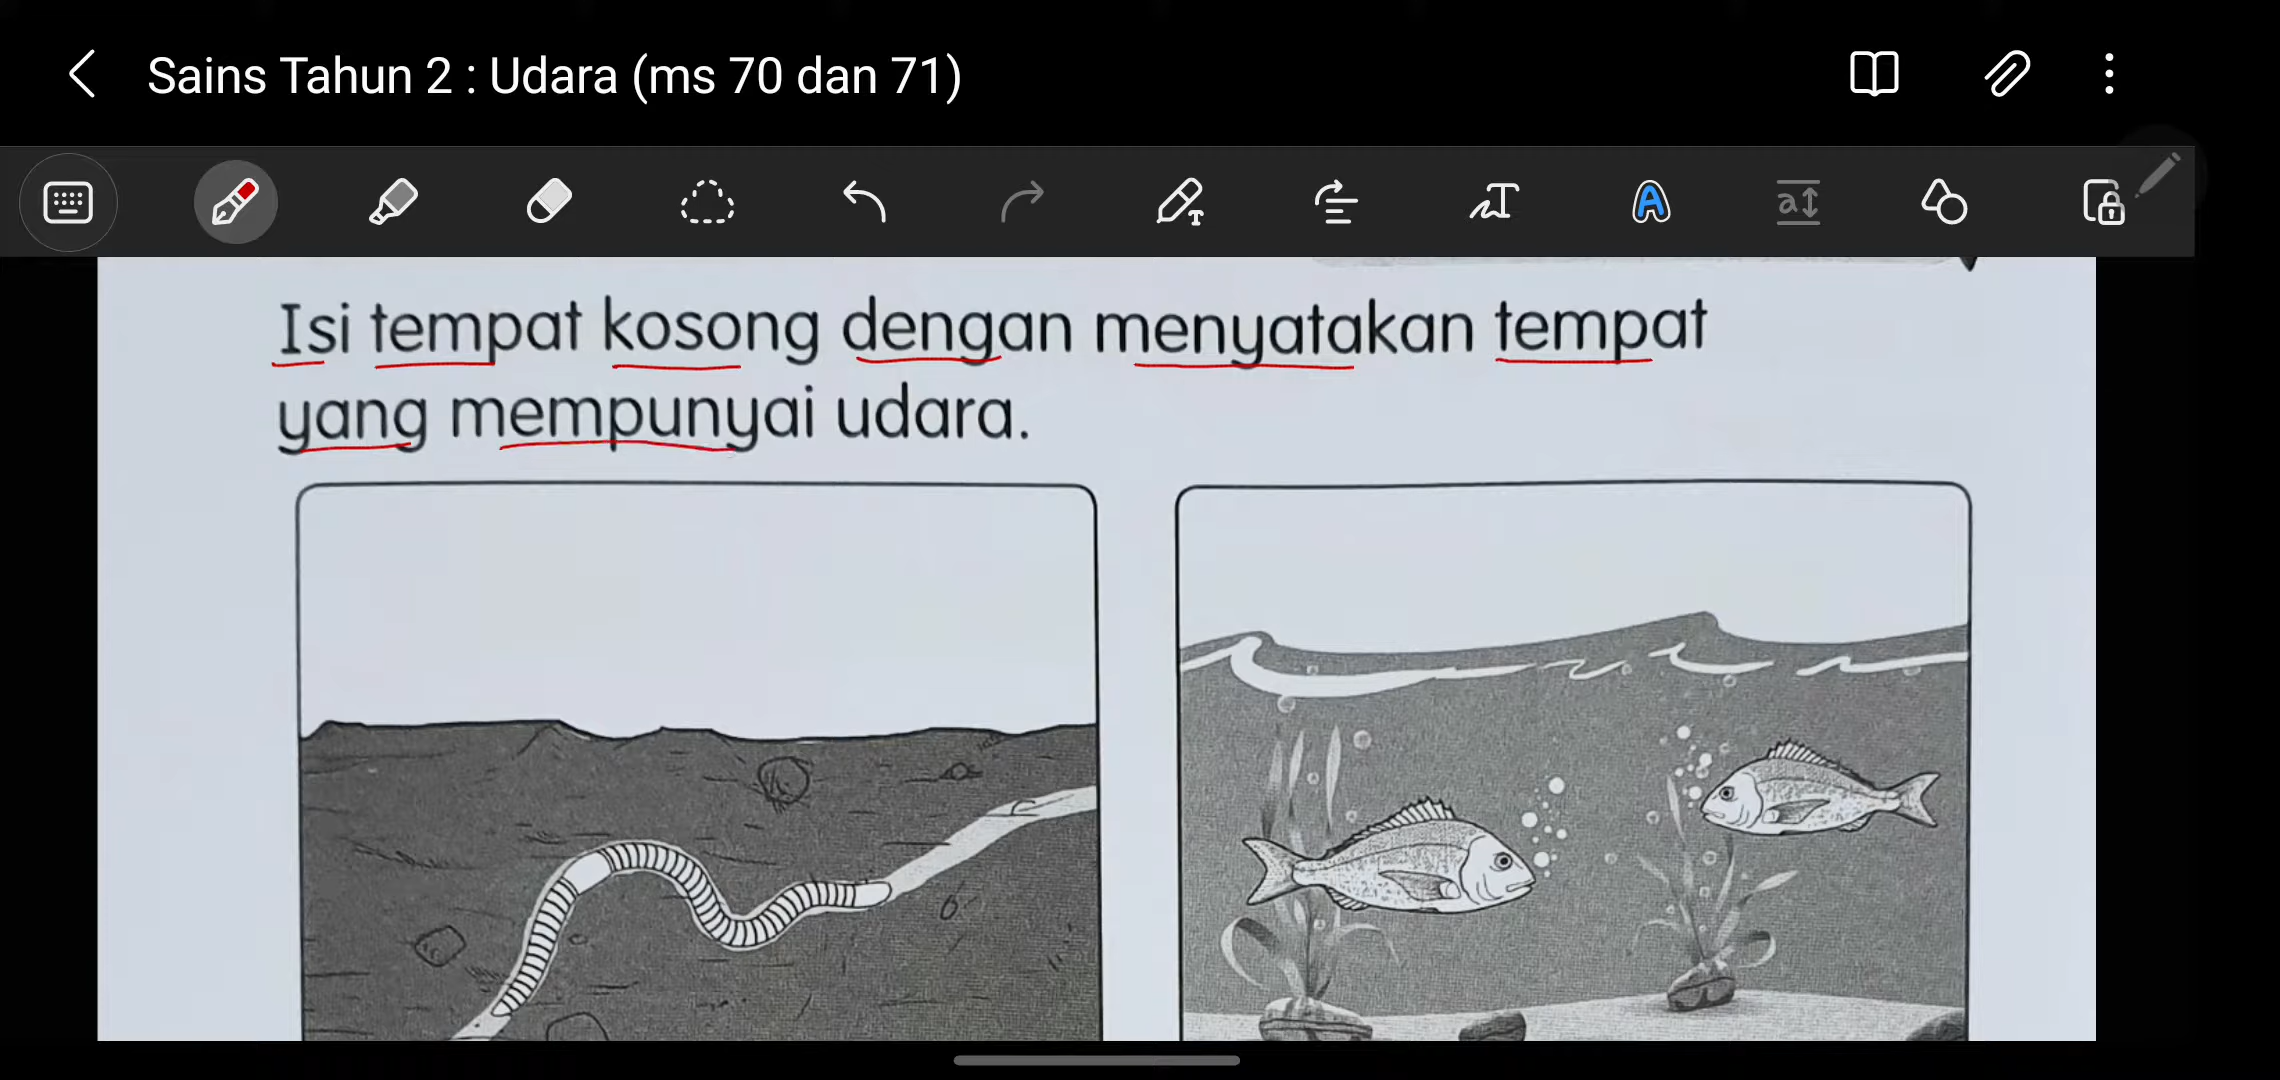 Sains Tahun 2 : Udara (ms 70 dan 71)
Isi tempat kosong dengan menyatakan tempat
yang mempunyai udara.